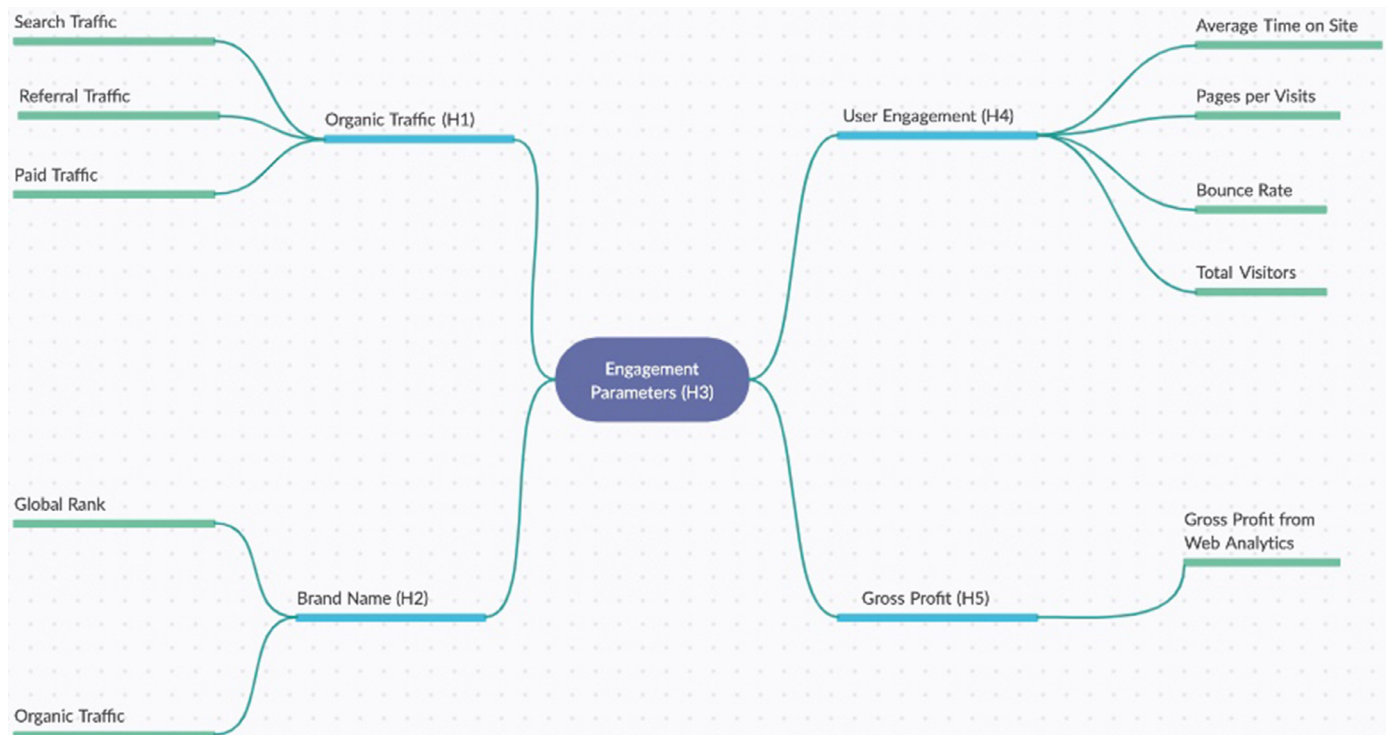 Search Traffic
Referral Traffic
Paid Traffic
Organic Traffic (H1)
Global Rank
Organic Traffic
Brand Name (H2)
Engagement
Parameters (H3)
User Engagement (H4)
Average Time on Site
Pages per Visits
Bounce Rate
Total Visitors
Gross Profit (H5)
Gross Profit from
Web Analytics